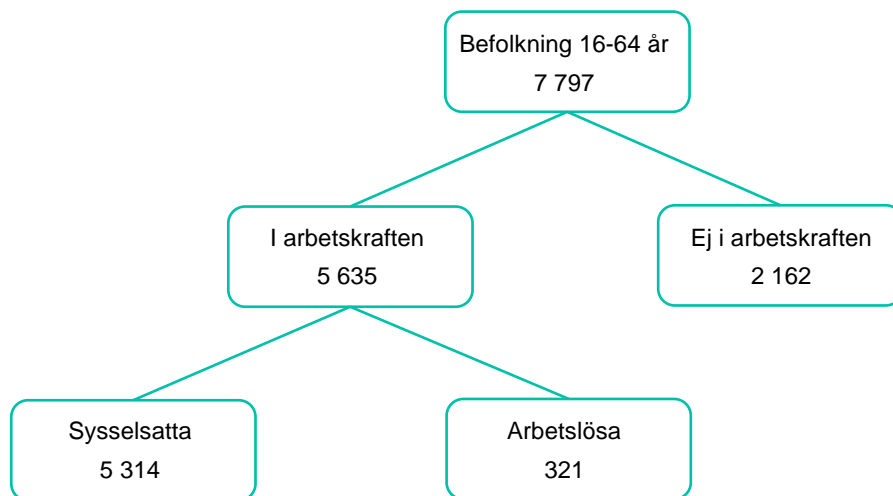 Befolkning 16-64 år
7 797
I arbetskraften
5 635
Ej i arbetskraften
2 162
Sysselsatta
5 314
Arbetslösa
321